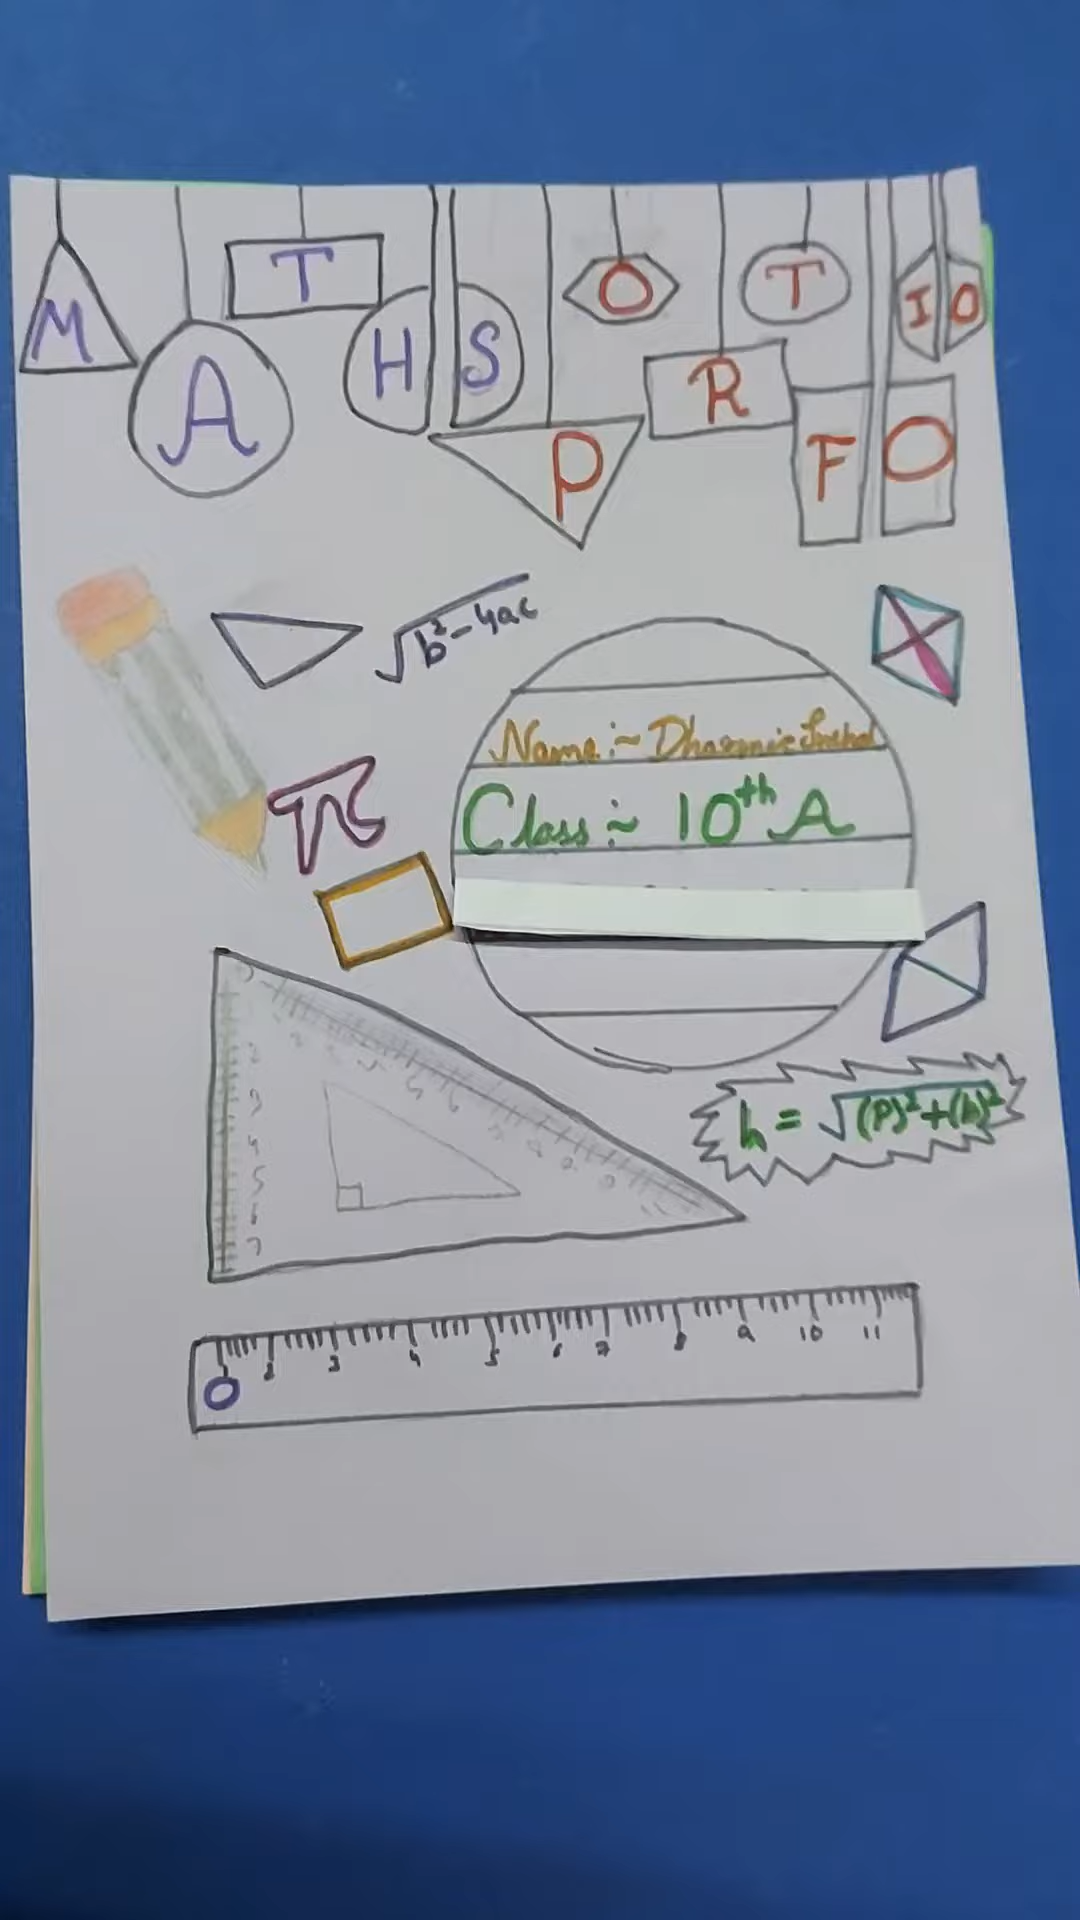 MATHS
PORTFOIO
√b²-4ac
Name:~
Class:~ 10th A
π
h = √(P)²+(b)²
0 2 3 4 5 6 7 8 9 10 11